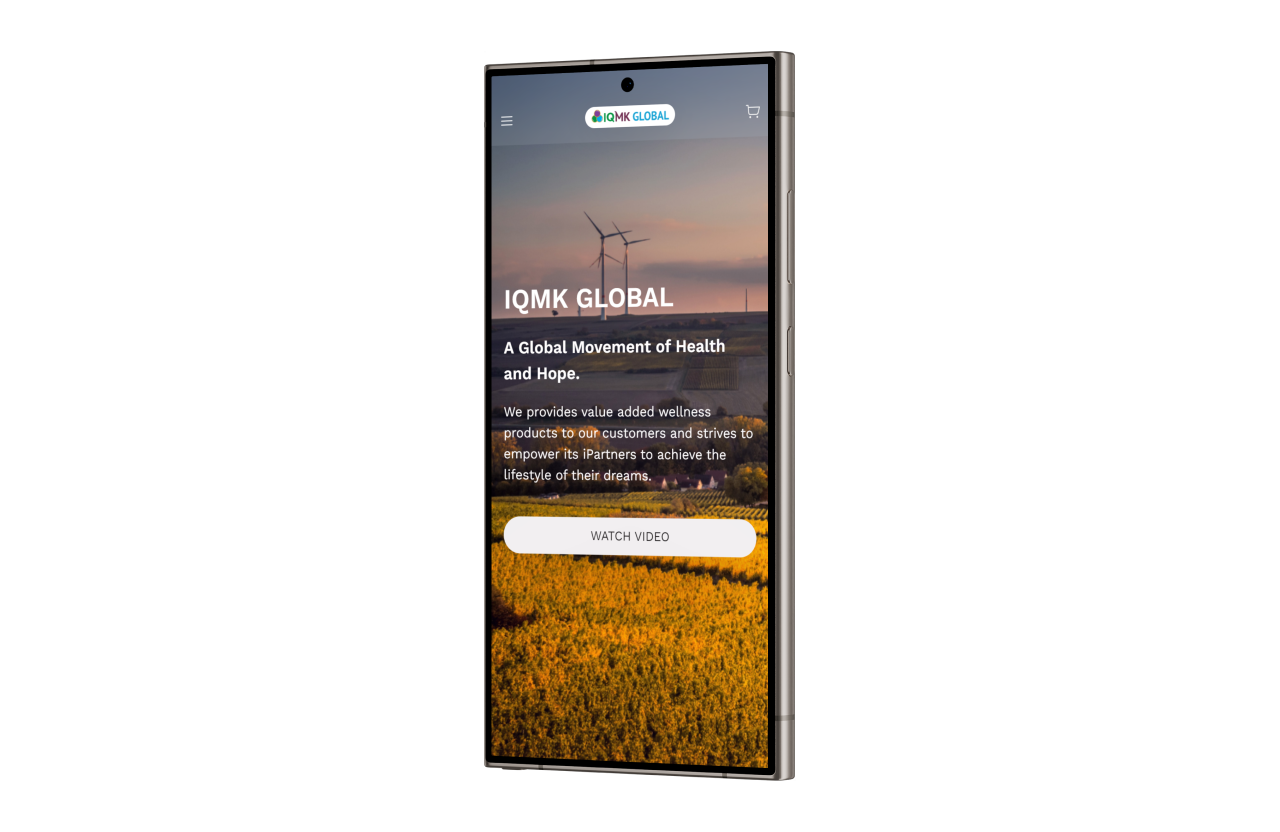 IQMK GLOBAL
IQMK GLOBAL
A Global Movement of Health
and Hope.
We provides value added wellness
products to our customers and strives to
empower its iPartners to achieve the
lifestyle of their dreams.
WATCH VIDEO